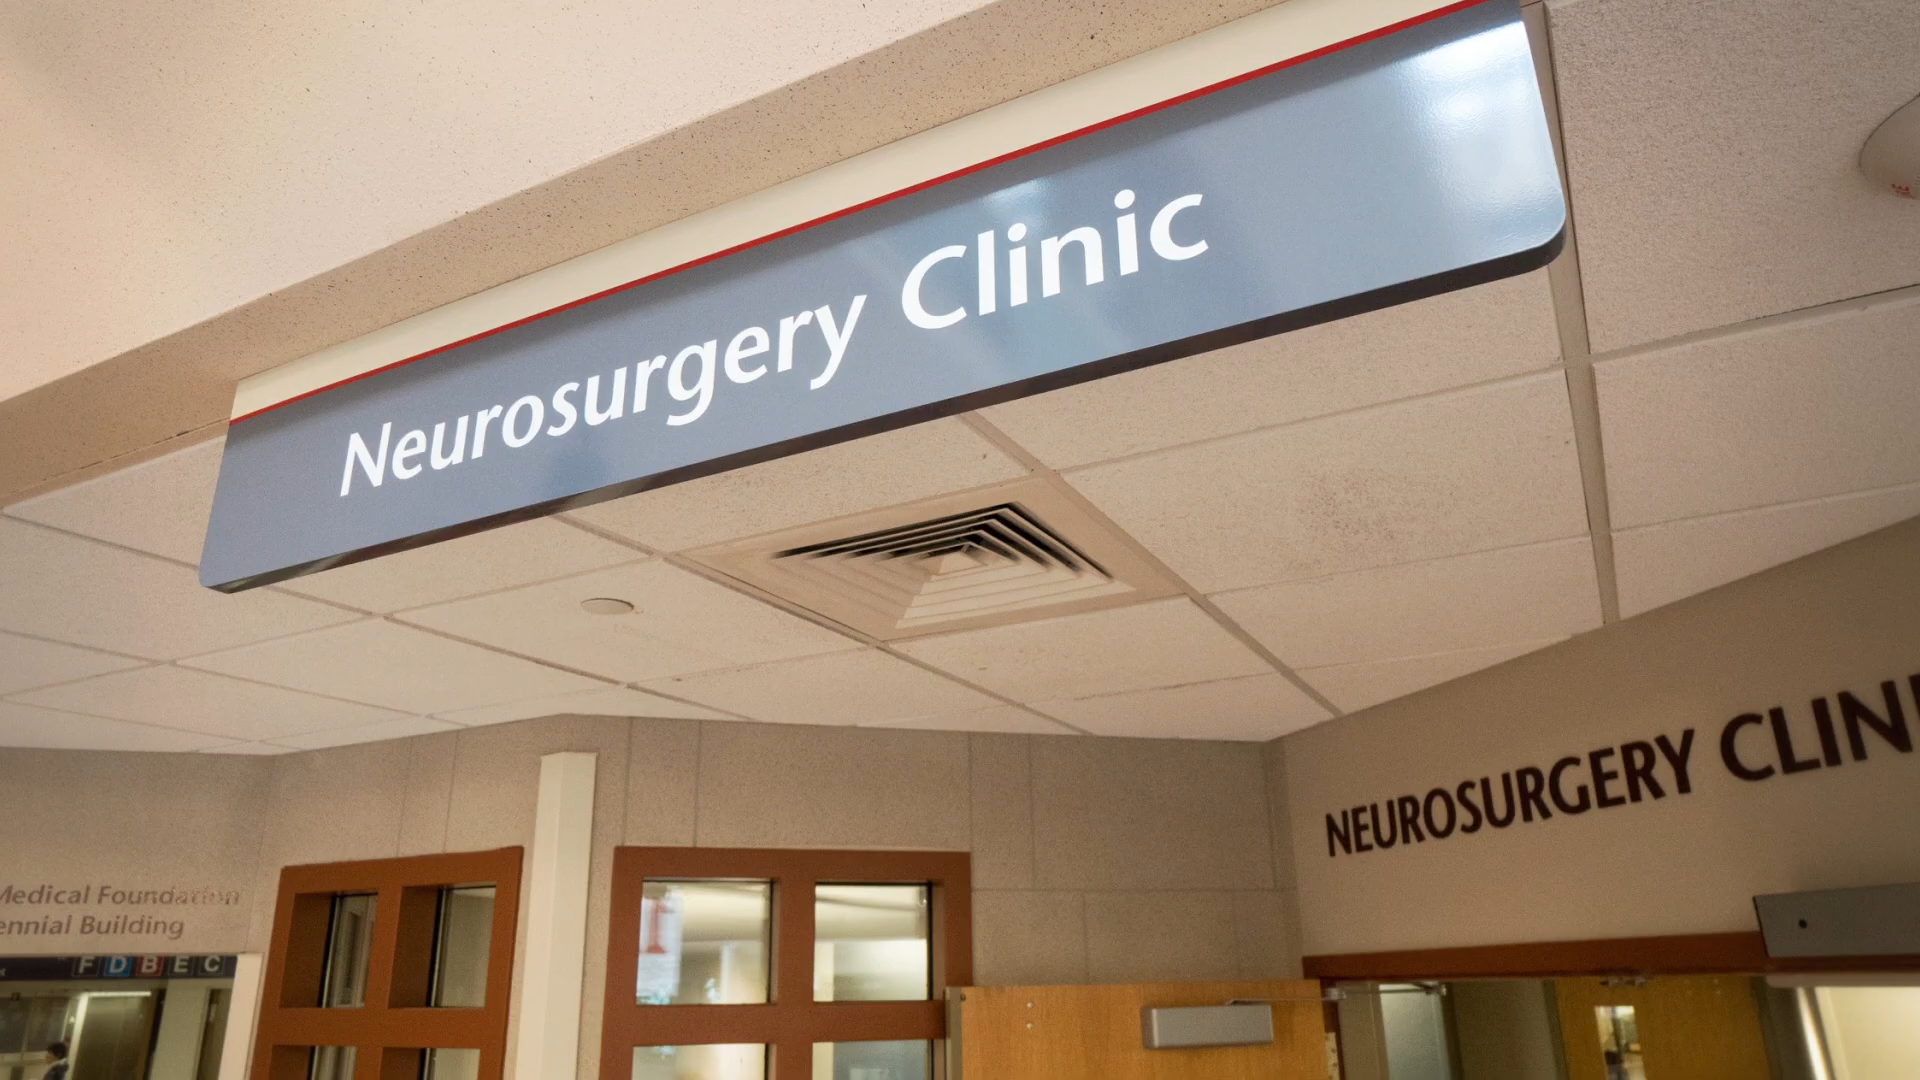 Neurosurgery Clinic
NEUROSURGERY CLIN
Medical Foundation
ennial Building
F D B E C